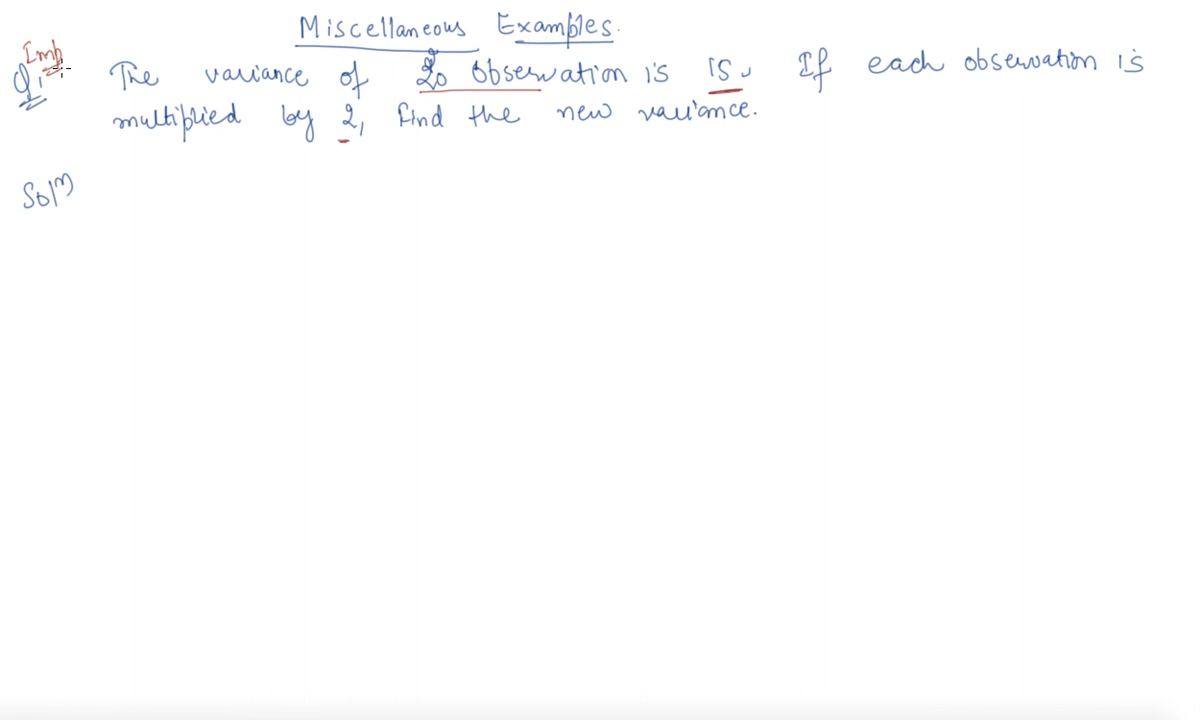 Miscellaneous Examples.
Imp
Q1 The variance of 20 observation is 15. If each observation is
multiplied by 2, find the new variance.
Soln